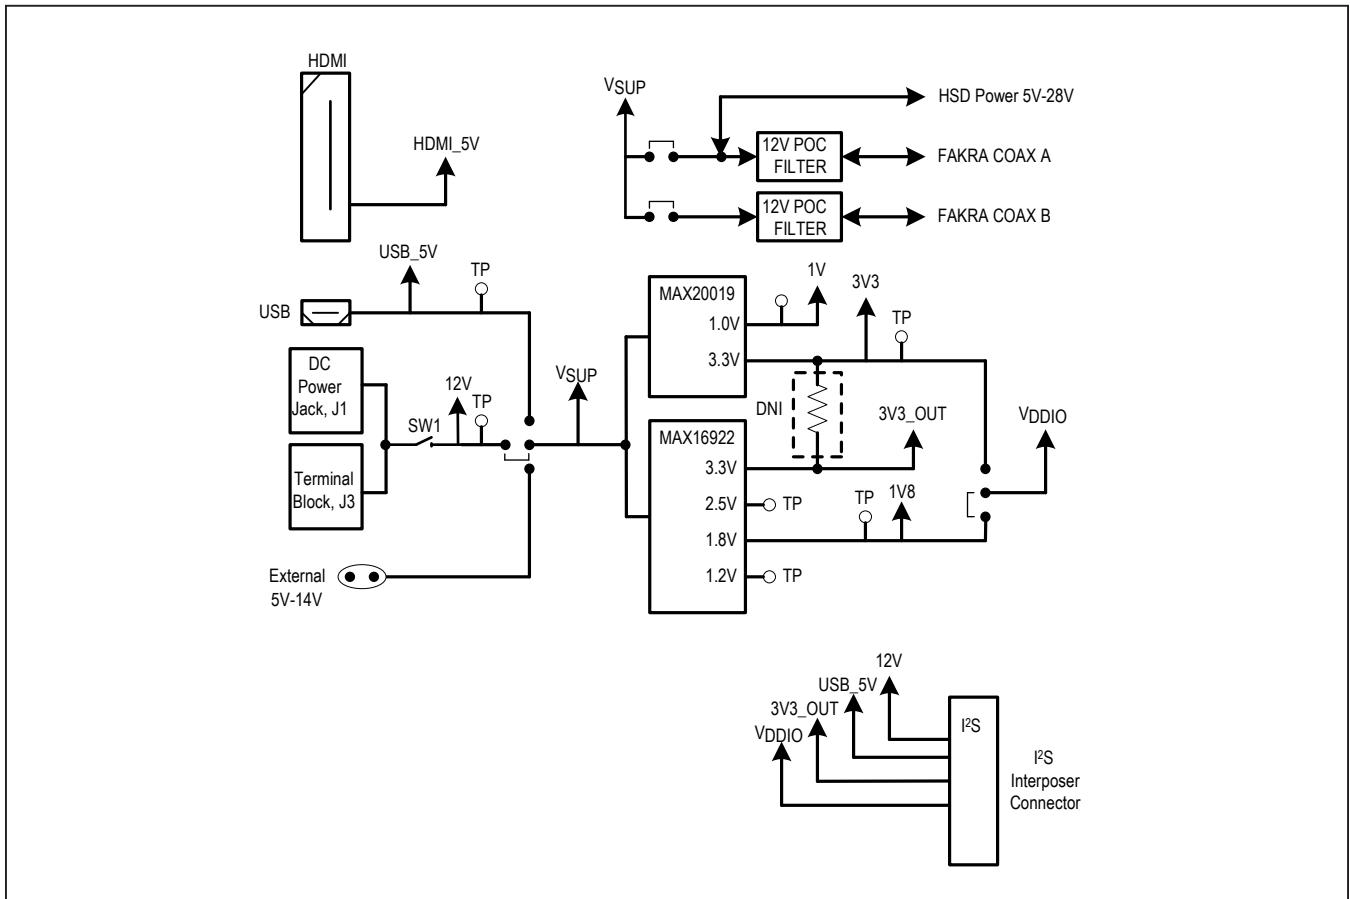 HDMI
HDMI_5V
VSUP
HSD Power 5V-28V
12V POC
FILTER
FAKRA COAX A
12V POC
FILTER
FAKRA COAX B
USB_5V
TP
USB
DC
Power
Jack, J1
Terminal
Block, J3
SW1
12V
TP
VSUP
External
5V-14V
MAX20019
1.0V
3.3V
1V
3V3
TP
DNI
MAX16922
3.3V
2.5V
1.8V
1.2V
3V3_OUT
TP
TP
1V8
TP
VDDIO
12V
USB_5V
3V3_OUT
VDDIO
I²S
I²S
Interposer
Connector